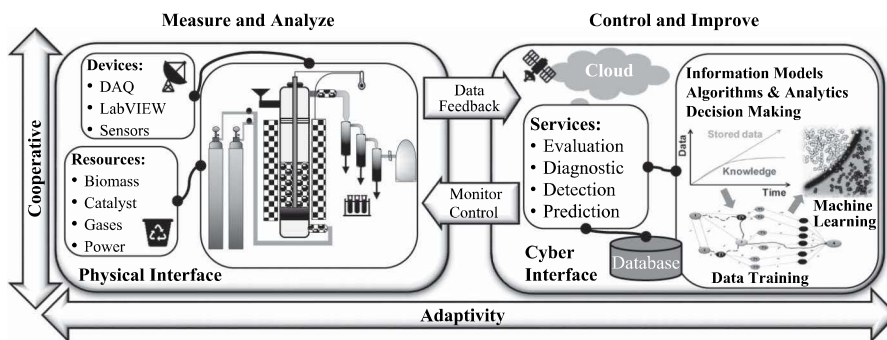 Measure and Analyze
Control and Improve
Cooperative
Devices:
• DAQ
• LabVIEW
• Sensors
Resources:
• Biomass
• Catalyst
• Gases
• Power
Physical Interface
Data
Feedback
Monitor
Control
Cloud
Services:
• Evaluation
• Diagnostic
• Detection
• Prediction
Cyber
Interface
Database
Information Models
Algorithms & Analytics
Decision Making
Data
Stored data
Knowledge
Time
Machine
Learning
Data Training
Adaptivity